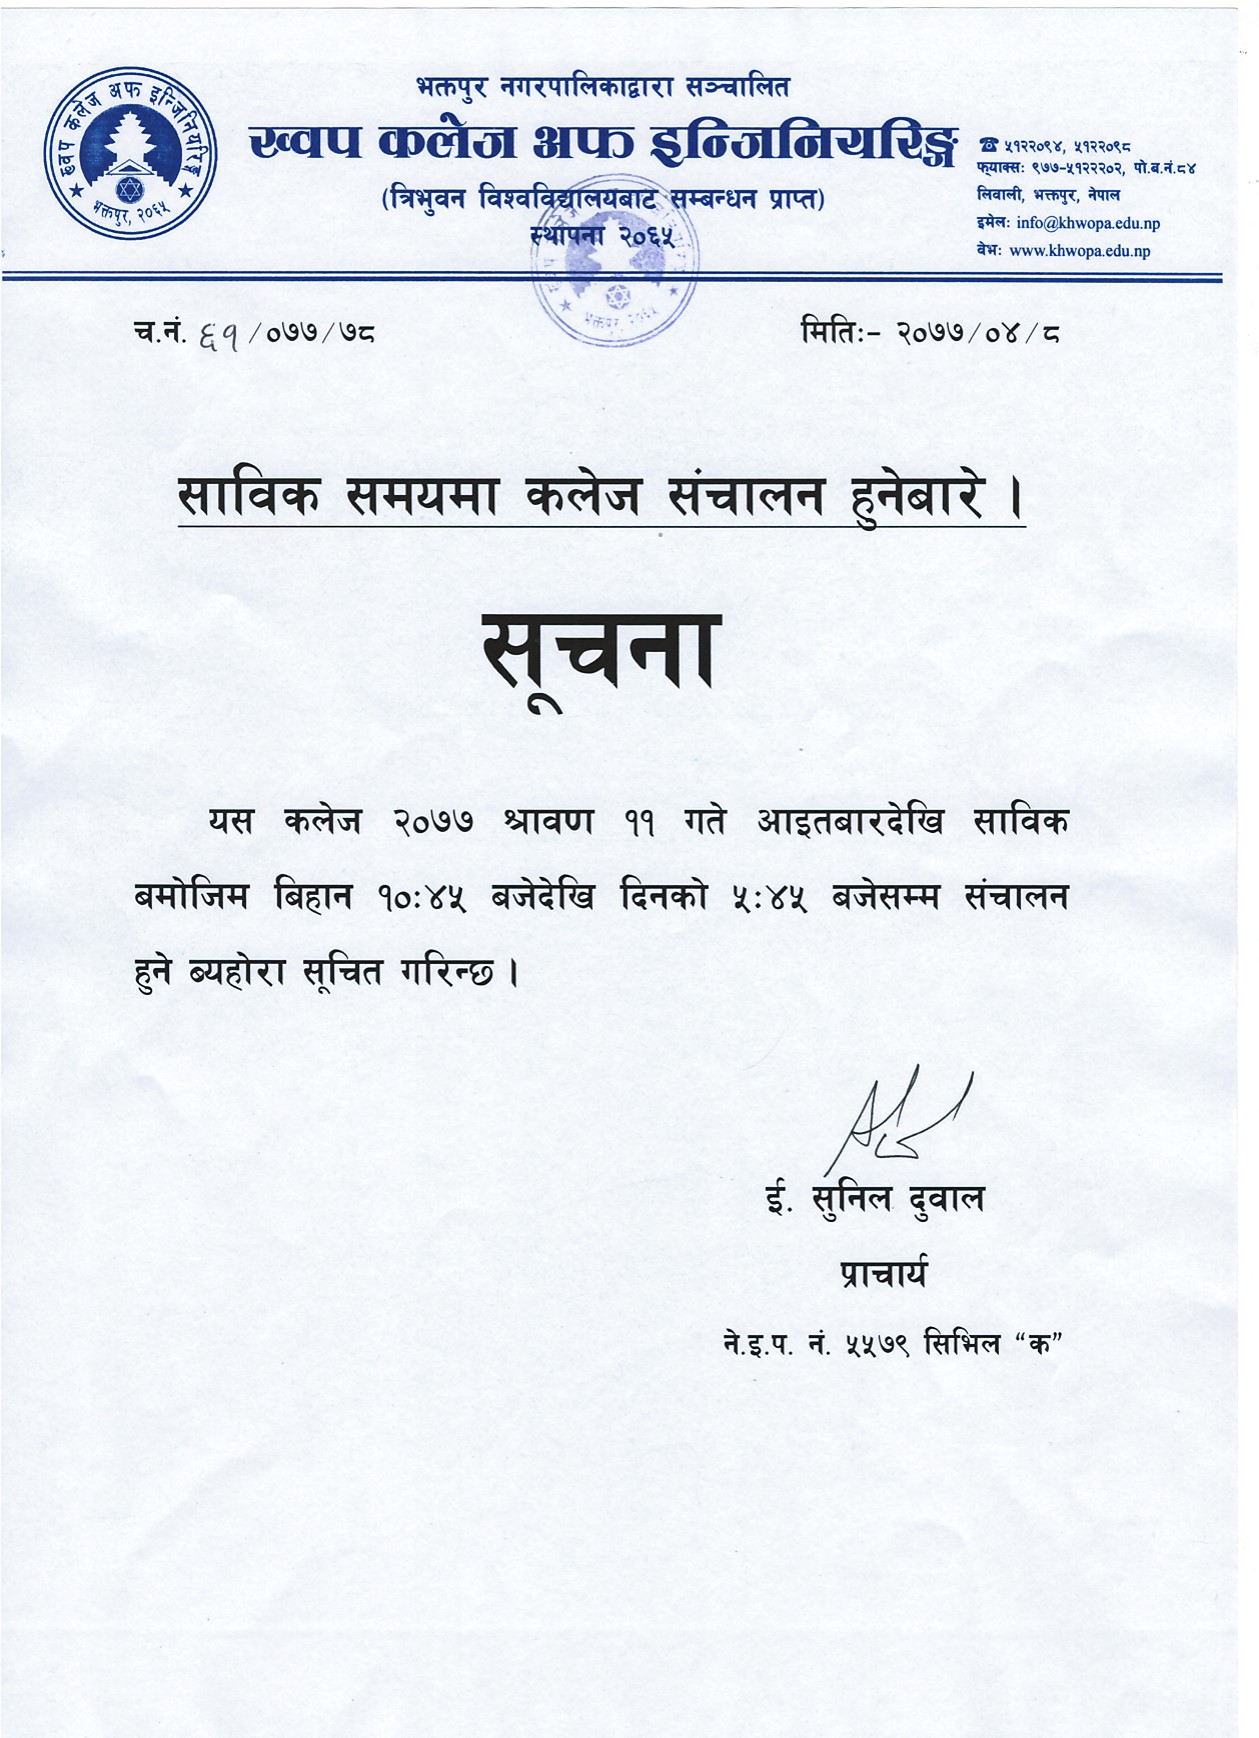 भक्तपुर नगरपालिकाद्वारा सञ्चालित
ख्वप कलेज अफ इन्जिनियरिङ्ग
(त्रिभुवन विश्वविद्यालयबाट सम्बन्धन प्राप्त)
स्थापना २०६५
ख्वप कलेज अफ इन्जिनियरिङ्ग
भक्तपुर, २०६५
☎ ५१२२०९४, ५१२२०९८
फ्याक्सः ९७७-५१२२२०२, पो.ब.नं.८४
लिवाली, भक्तपुर, नेपाल
इमेलः info@khwopa.edu.np
वेभः www.khwopa.edu.np
भक्तपुर, २०६५
च.नं. ६१/०७७/७८
मितिः- २०७७/०४/८
साविक समयमा कलेज संचालन हुनेबारे ।
सूचना
यस कलेज २०७७ श्रावण ११ गते आइतबारदेखि साविक
बमोजिम बिहान १०:४५ बजेदेखि दिनको ५:४५ बजेसम्म संचालन
हुने ब्यहोरा सूचित गरिन्छ ।
ई. सुनिल दुवाल
प्राचार्य
ने.इ.प. नं. ५५७९ सिभिल “क”